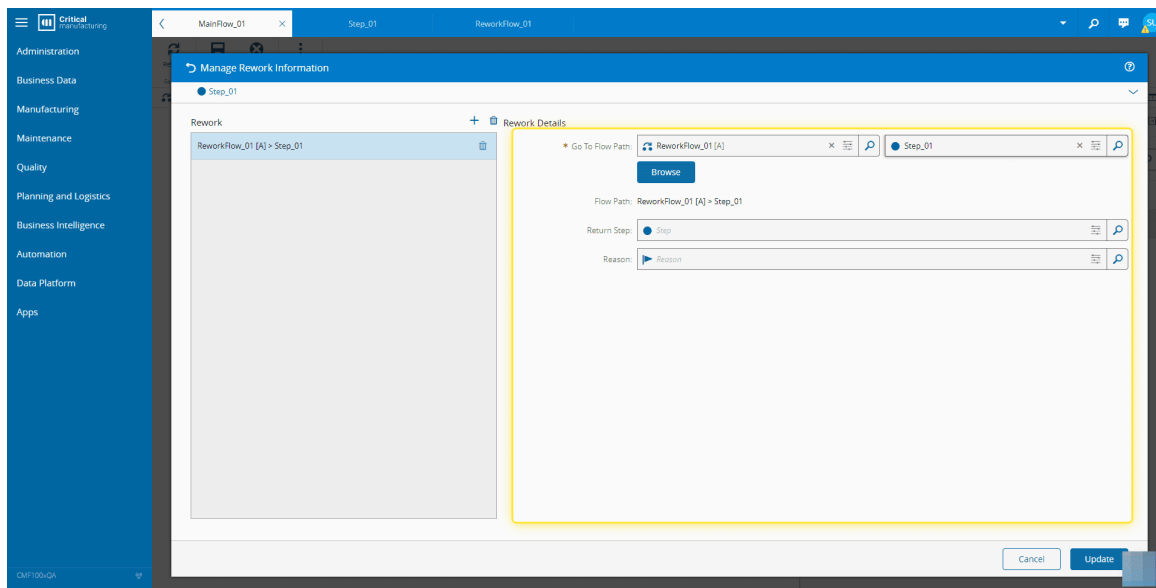 Critical manufacturing
MainFlow_01
Step_01
ReworkFlow_01
SU
Administration
Business Data
Manufacturing
Maintenance
Quality
Planning and Logistics
Business Intelligence
Automation
Data Platform
Apps
CMF100vQA
Manage Rework Information
Step_01
Rework
Rework Details
ReworkFlow_01 [A] > Step_01
* Go To Flow Path: ReworkFlow_01 [A] Step_01
Browse
Flow Path: ReworkFlow_01 [A] > Step_01
Return Step: Step
Reason: Reason
Cancel Update